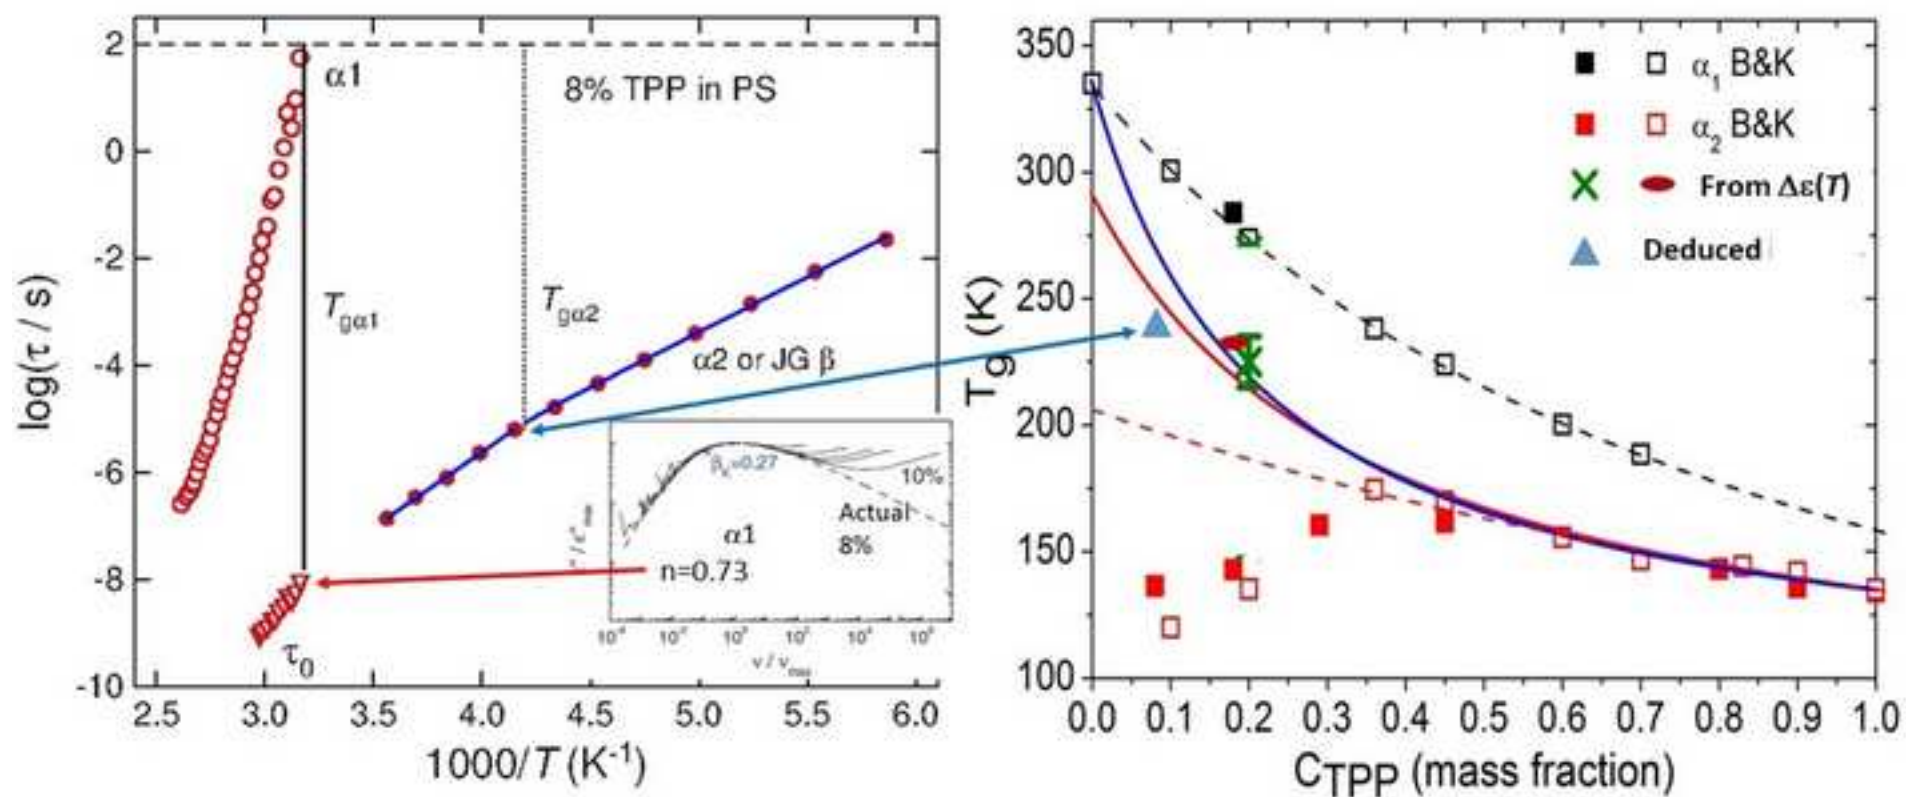 2
0
-2
-4
-6
-8
-10
log(τ / s)
2.5 3.0 3.5 4.0 4.5 5.0 5.5 6.0
1000/T (K-1)
α1
8% TPP in PS
Tgα1
Tgα2
α2 or JG β
τ0
βK=0.27
10%
Actual
8%
α1
n=0.73
ν / νmax
350
300
250
200
150
100
Tg (K)
α1 B&K
α2 B&K
From Δε(T)
Deduced
0.0 0.1 0.2 0.3 0.4 0.5 0.6 0.7 0.8 0.9 1.0
CTPP (mass fraction)